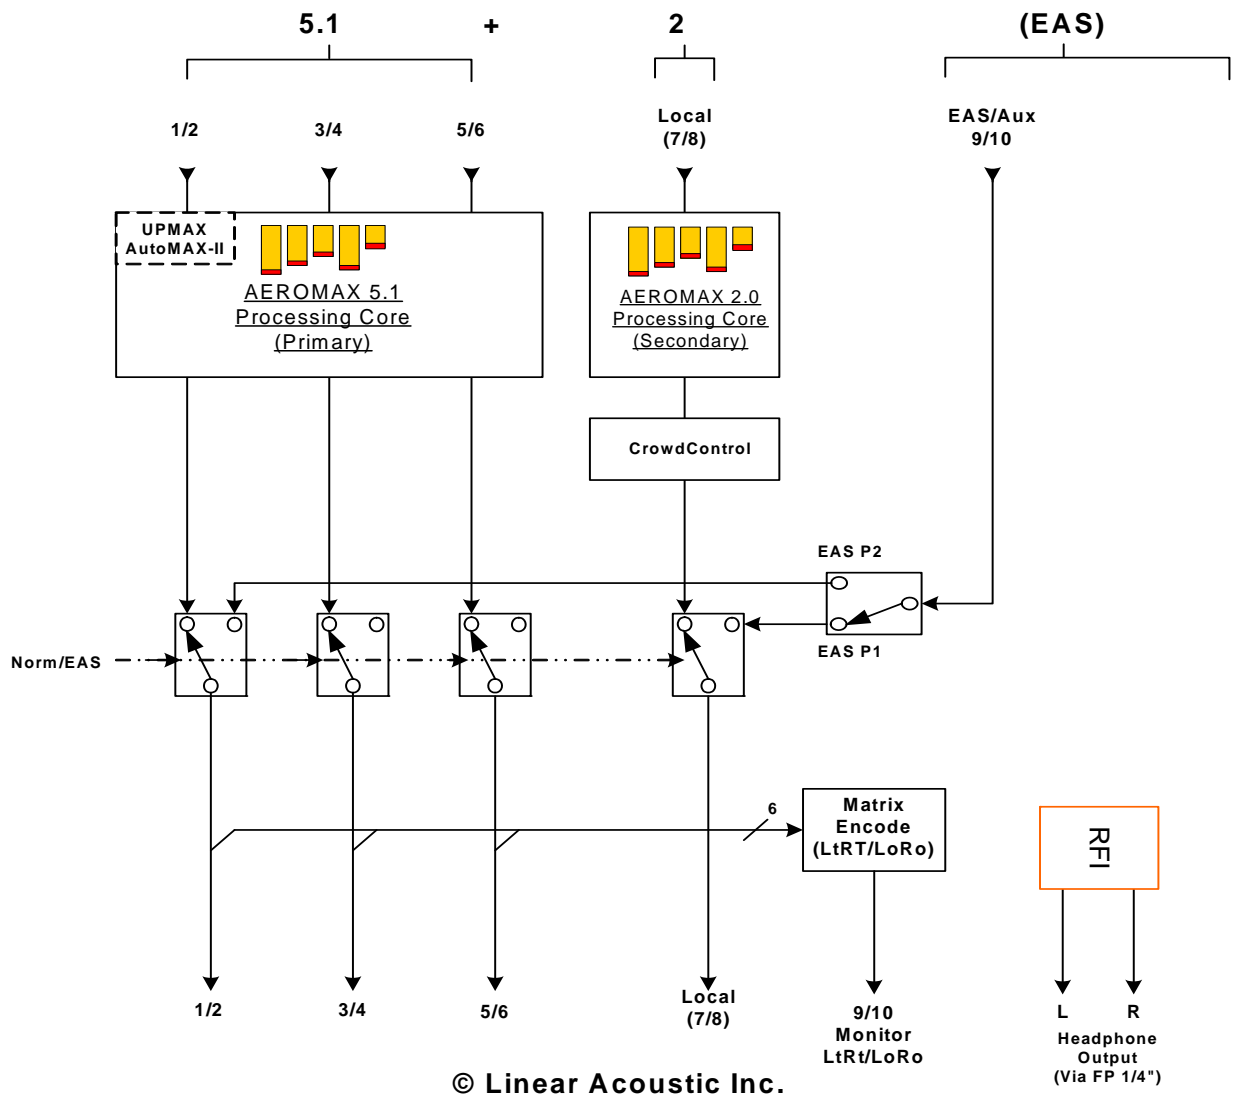 5.1 + 2 (EAS)
1/2 3/4 5/6
Local
(7/8)
EAS/Aux
9/10
UPMAX
AutoMAX-II
AEROMAX 5.1
Processing Core
(Primary)
AEROMAX 2.0
Processing Core
(Secondary)
CrowdControl
EAS P2
EAS P1
Norm/EAS
6
Matrix
Encode
(LtRT/LoRo)
RFI
1/2 3/4 5/6
Local
(7/8)
9/10
Monitor
LtRt/LoRo
L R
Headphone
Output
(Via FP 1/4")
© Linear Acoustic Inc.